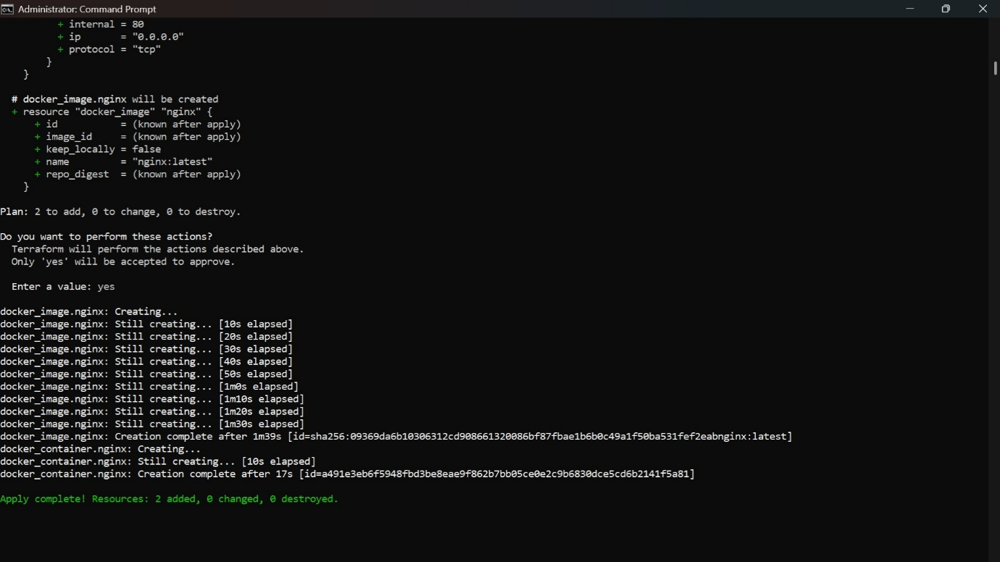 Administrator: Command Prompt
+ internal = 80
+ ip       = "0.0.0.0"
+ protocol = "tcp"
}
}
# docker_image.nginx will be created
+ resource "docker_image" "nginx" {
+ id           = (known after apply)
+ image_id     = (known after apply)
+ keep_locally = false
+ name         = "nginx:latest"
+ repo_digest  = (known after apply)
}
Plan: 2 to add, 0 to change, 0 to destroy.
Do you want to perform these actions?
Terraform will perform the actions described above.
Only 'yes' will be accepted to approve.
Enter a value: yes
docker_image.nginx: Creating...
docker_image.nginx: Still creating... [10s elapsed]
docker_image.nginx: Still creating... [20s elapsed]
docker_image.nginx: Still creating... [30s elapsed]
docker_image.nginx: Still creating... [40s elapsed]
docker_image.nginx: Still creating... [50s elapsed]
docker_image.nginx: Still creating... [1m0s elapsed]
docker_image.nginx: Still creating... [1m10s elapsed]
docker_image.nginx: Still creating... [1m20s elapsed]
docker_image.nginx: Still creating... [1m30s elapsed]
docker_image.nginx: Creation complete after 1m39s [id=sha256:09369da6b10306312cd908661320086bf87fbae1b6b0c49a1f50ba531fef2eabnginx:latest]
docker_container.nginx: Creating...
docker_container.nginx: Still creating... [10s elapsed]
docker_container.nginx: Creation complete after 17s [id=a491e3eb6f5948fbd3be8eae9f862b7bb05ce0e2c9b6830dce5cd6b2141f5a81]
Apply complete! Resources: 2 added, 0 changed, 0 destroyed.